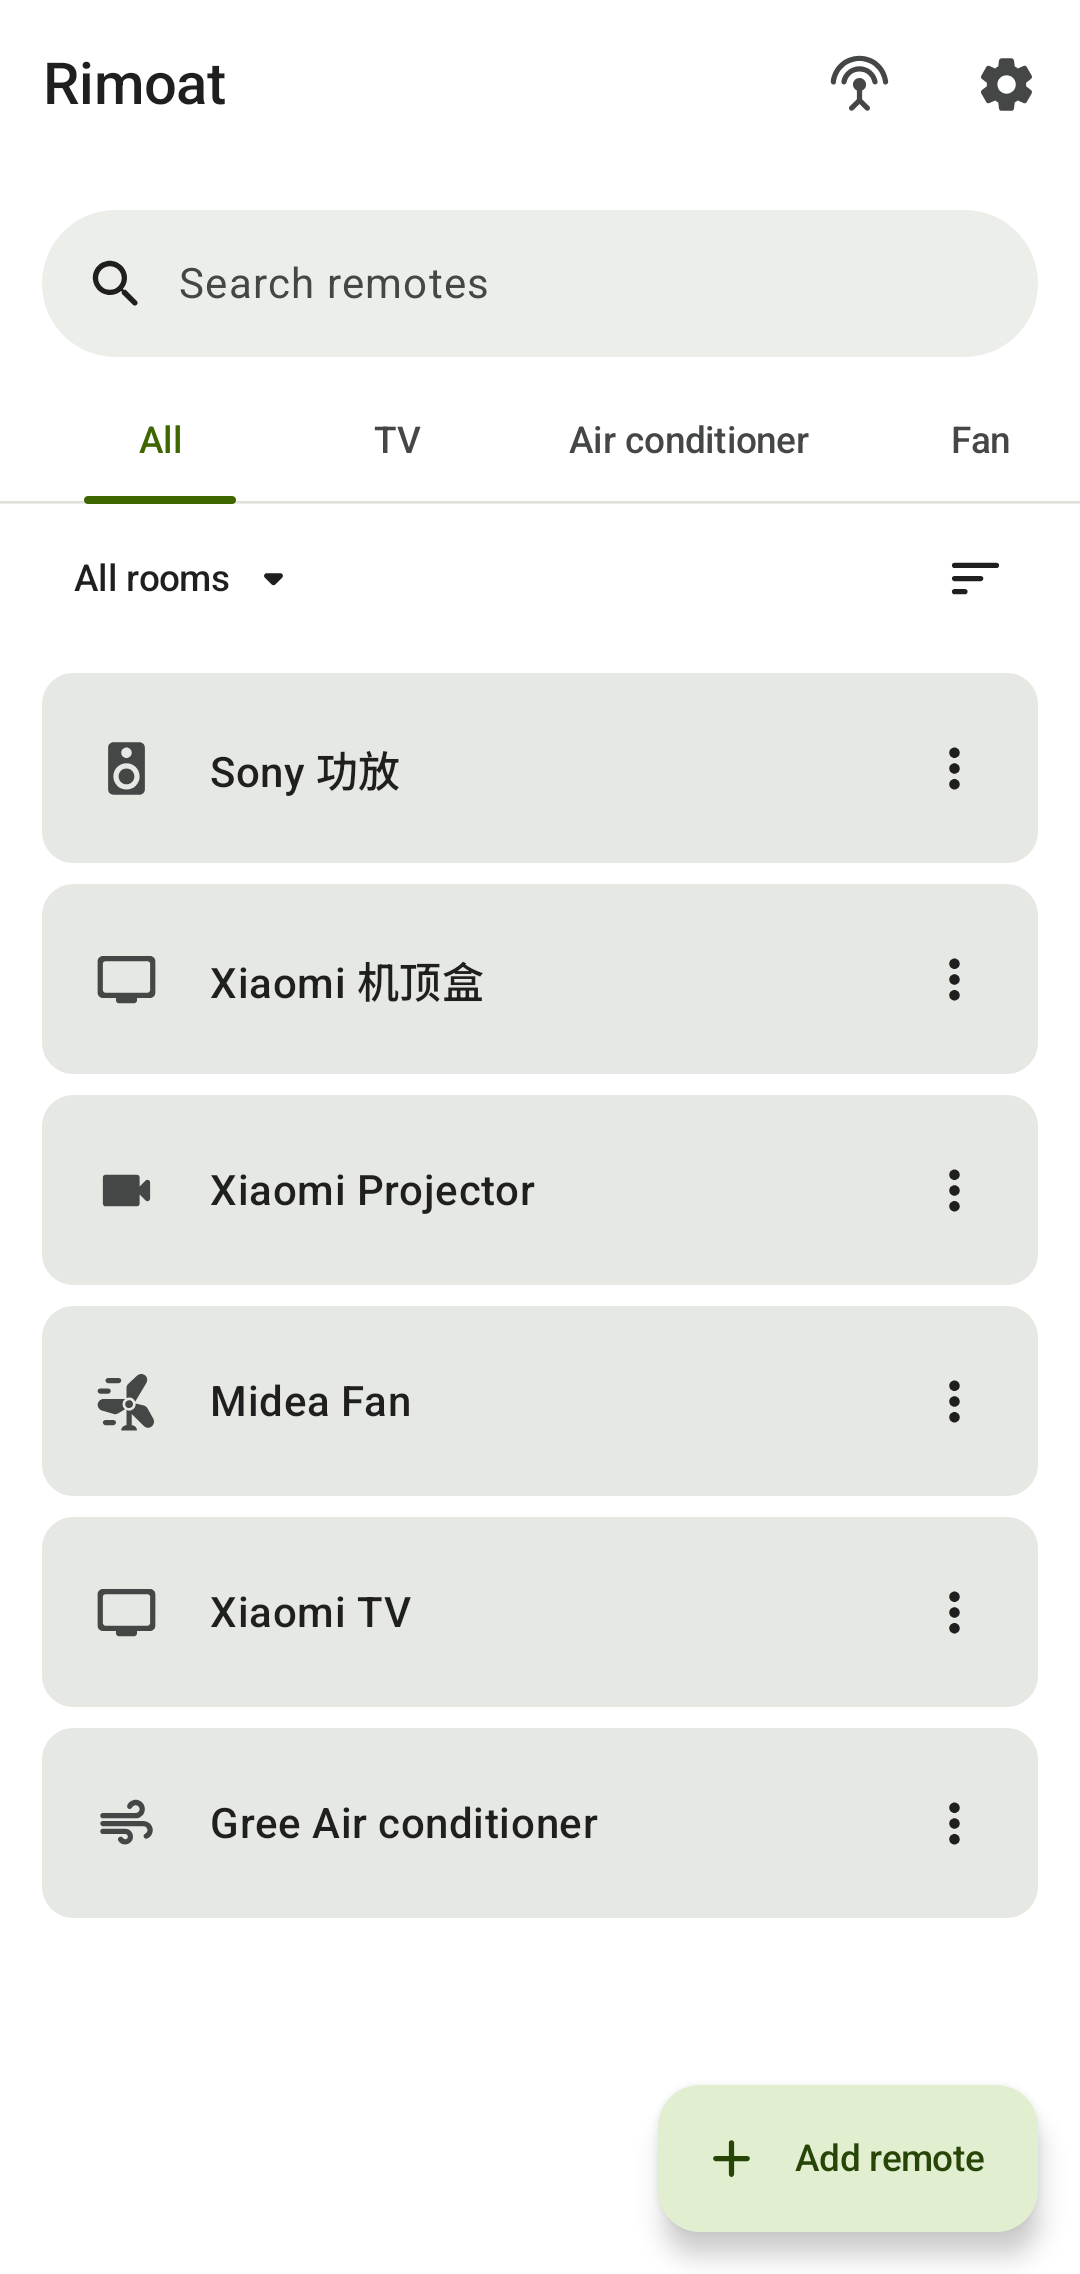 Rimoat
Search remotes
All TV Air conditioner Fan
All rooms
Sony 功放
Xiaomi 机顶盒
Xiaomi Projector
Midea Fan
Xiaomi TV
Gree Air conditioner
Add remote